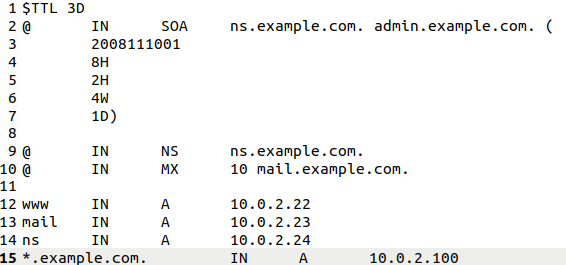 1 $TTL 3D
2 @       IN      SOA     ns.example.com. admin.example.com. (
3         2008111001
4         8H
5         2H
6         4W
7         1D)
8
9 @       IN      NS      ns.example.com.
10 @       IN      MX      10 mail.example.com.
11
12 www     IN      A       10.0.2.22
13 mail    IN      A       10.0.2.23
14 ns      IN      A       10.0.2.24
15 *.example.com.          IN      A       10.0.2.100